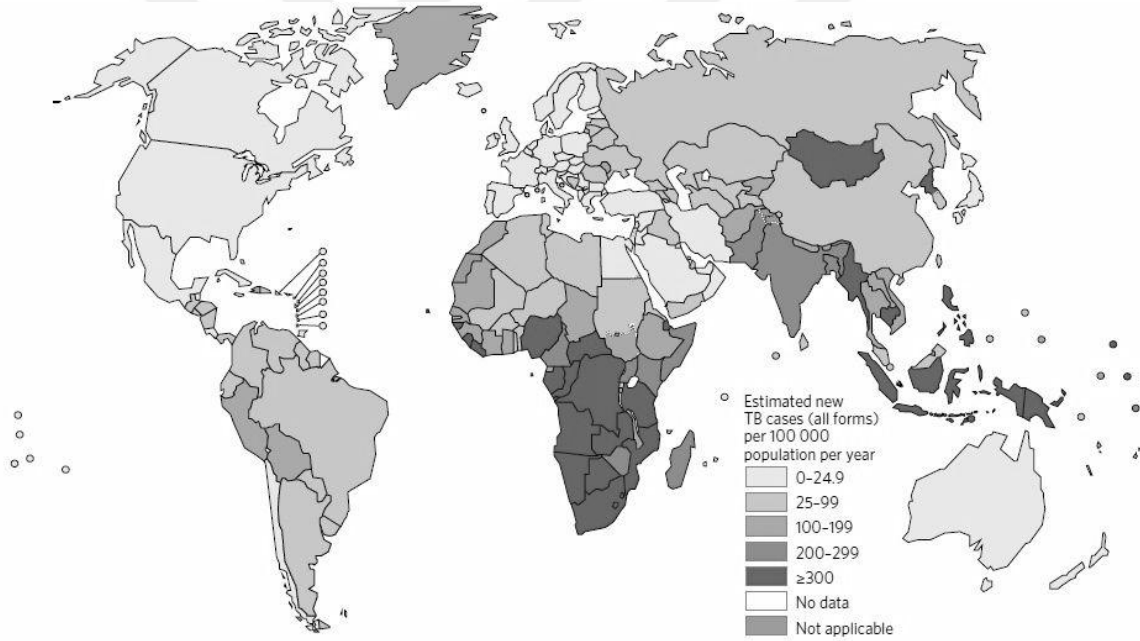 Estimated new
TB cases (all forms)
per 100 000
population per year
0–24.9
25–99
100–199
200–299
≥300
No data
Not applicable